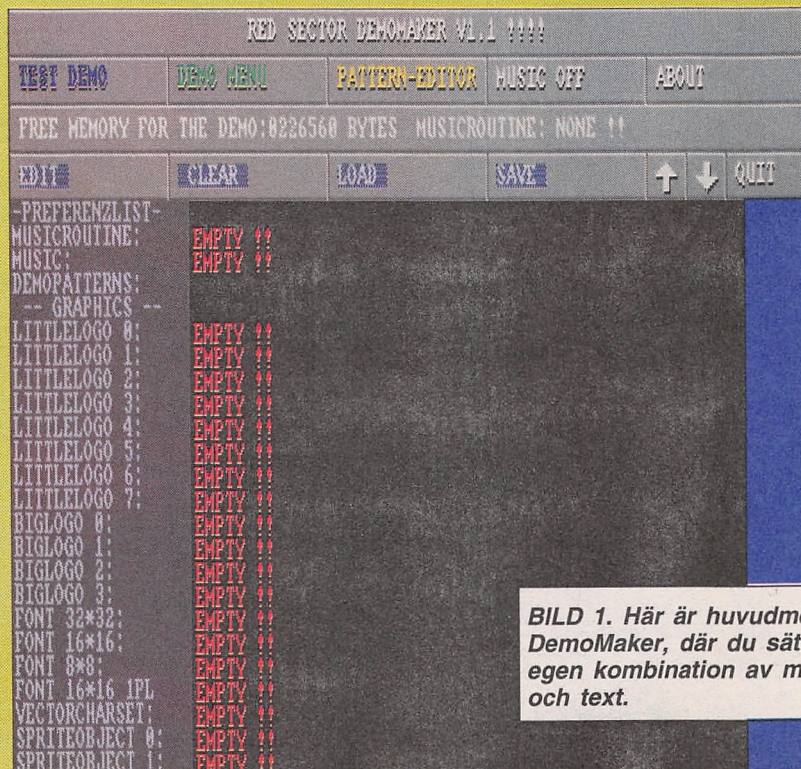 RED SECTOR DEMOMAKER V1.1 !!!!
TEST DEMO DEMO MENU PATTERN-EDITOR MUSIC OFF ABOUT
FREE MEMORY FOR THE DEMO:0226560 BYTES MUSICROUTINE: NONE !!
EDIT CLEAR LOAD SAVE QUIT
-PREFERENZLIST-
MUSICROUTINE: EMPTY !!
MUSIC: EMPTY !!
DEMOPATTERNS:
-- GRAPHICS --
LITTLELOGO 0: EMPTY !!
LITTLELOGO 1: EMPTY !!
LITTLELOGO 2: EMPTY !!
LITTLELOGO 3: EMPTY !!
LITTLELOGO 4: EMPTY !!
LITTLELOGO 5: EMPTY !!
LITTLELOGO 6: EMPTY !!
LITTLELOGO 7: EMPTY !!
BIGLOGO 0: EMPTY !!
BIGLOGO 1: EMPTY !!
BIGLOGO 2: EMPTY !!
BIGLOGO 3: EMPTY !!
FONT 32*32: EMPTY !!
FONT 16*16: EMPTY !!
FONT 8*8: EMPTY !!
FONT 16*16 1PL EMPTY !!
VECTORCHARSET: EMPTY !!
SPRITEOBJECT 0: EMPTY !!
SPRITEOBJECT 1: EMPTY !!
BILD 1. Här är huvudme
DemoMaker, där du sät
egen kombination av m
och text.